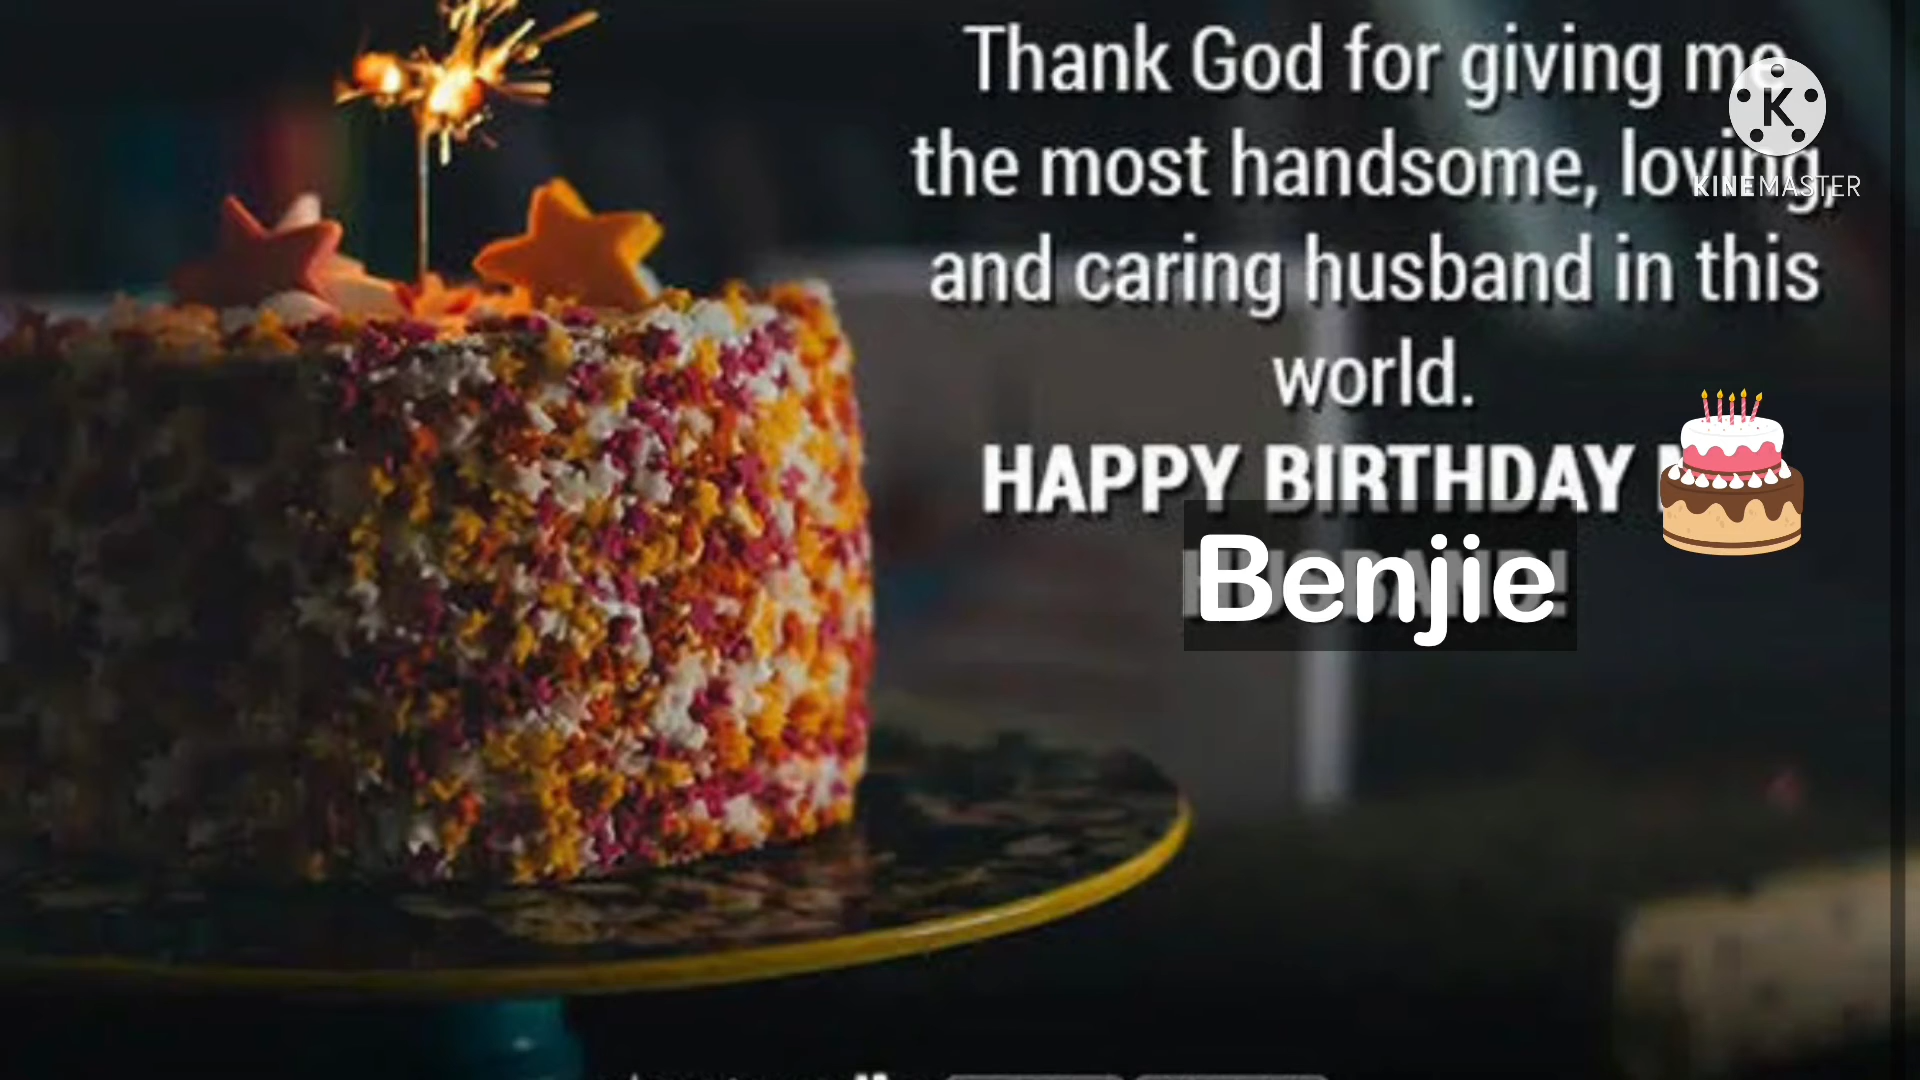 Thank God for giving me
the most handsome, loving,
and caring husband in this
world.
HAPPY BIRTHDAY
Benjie
K
KINEMASTER